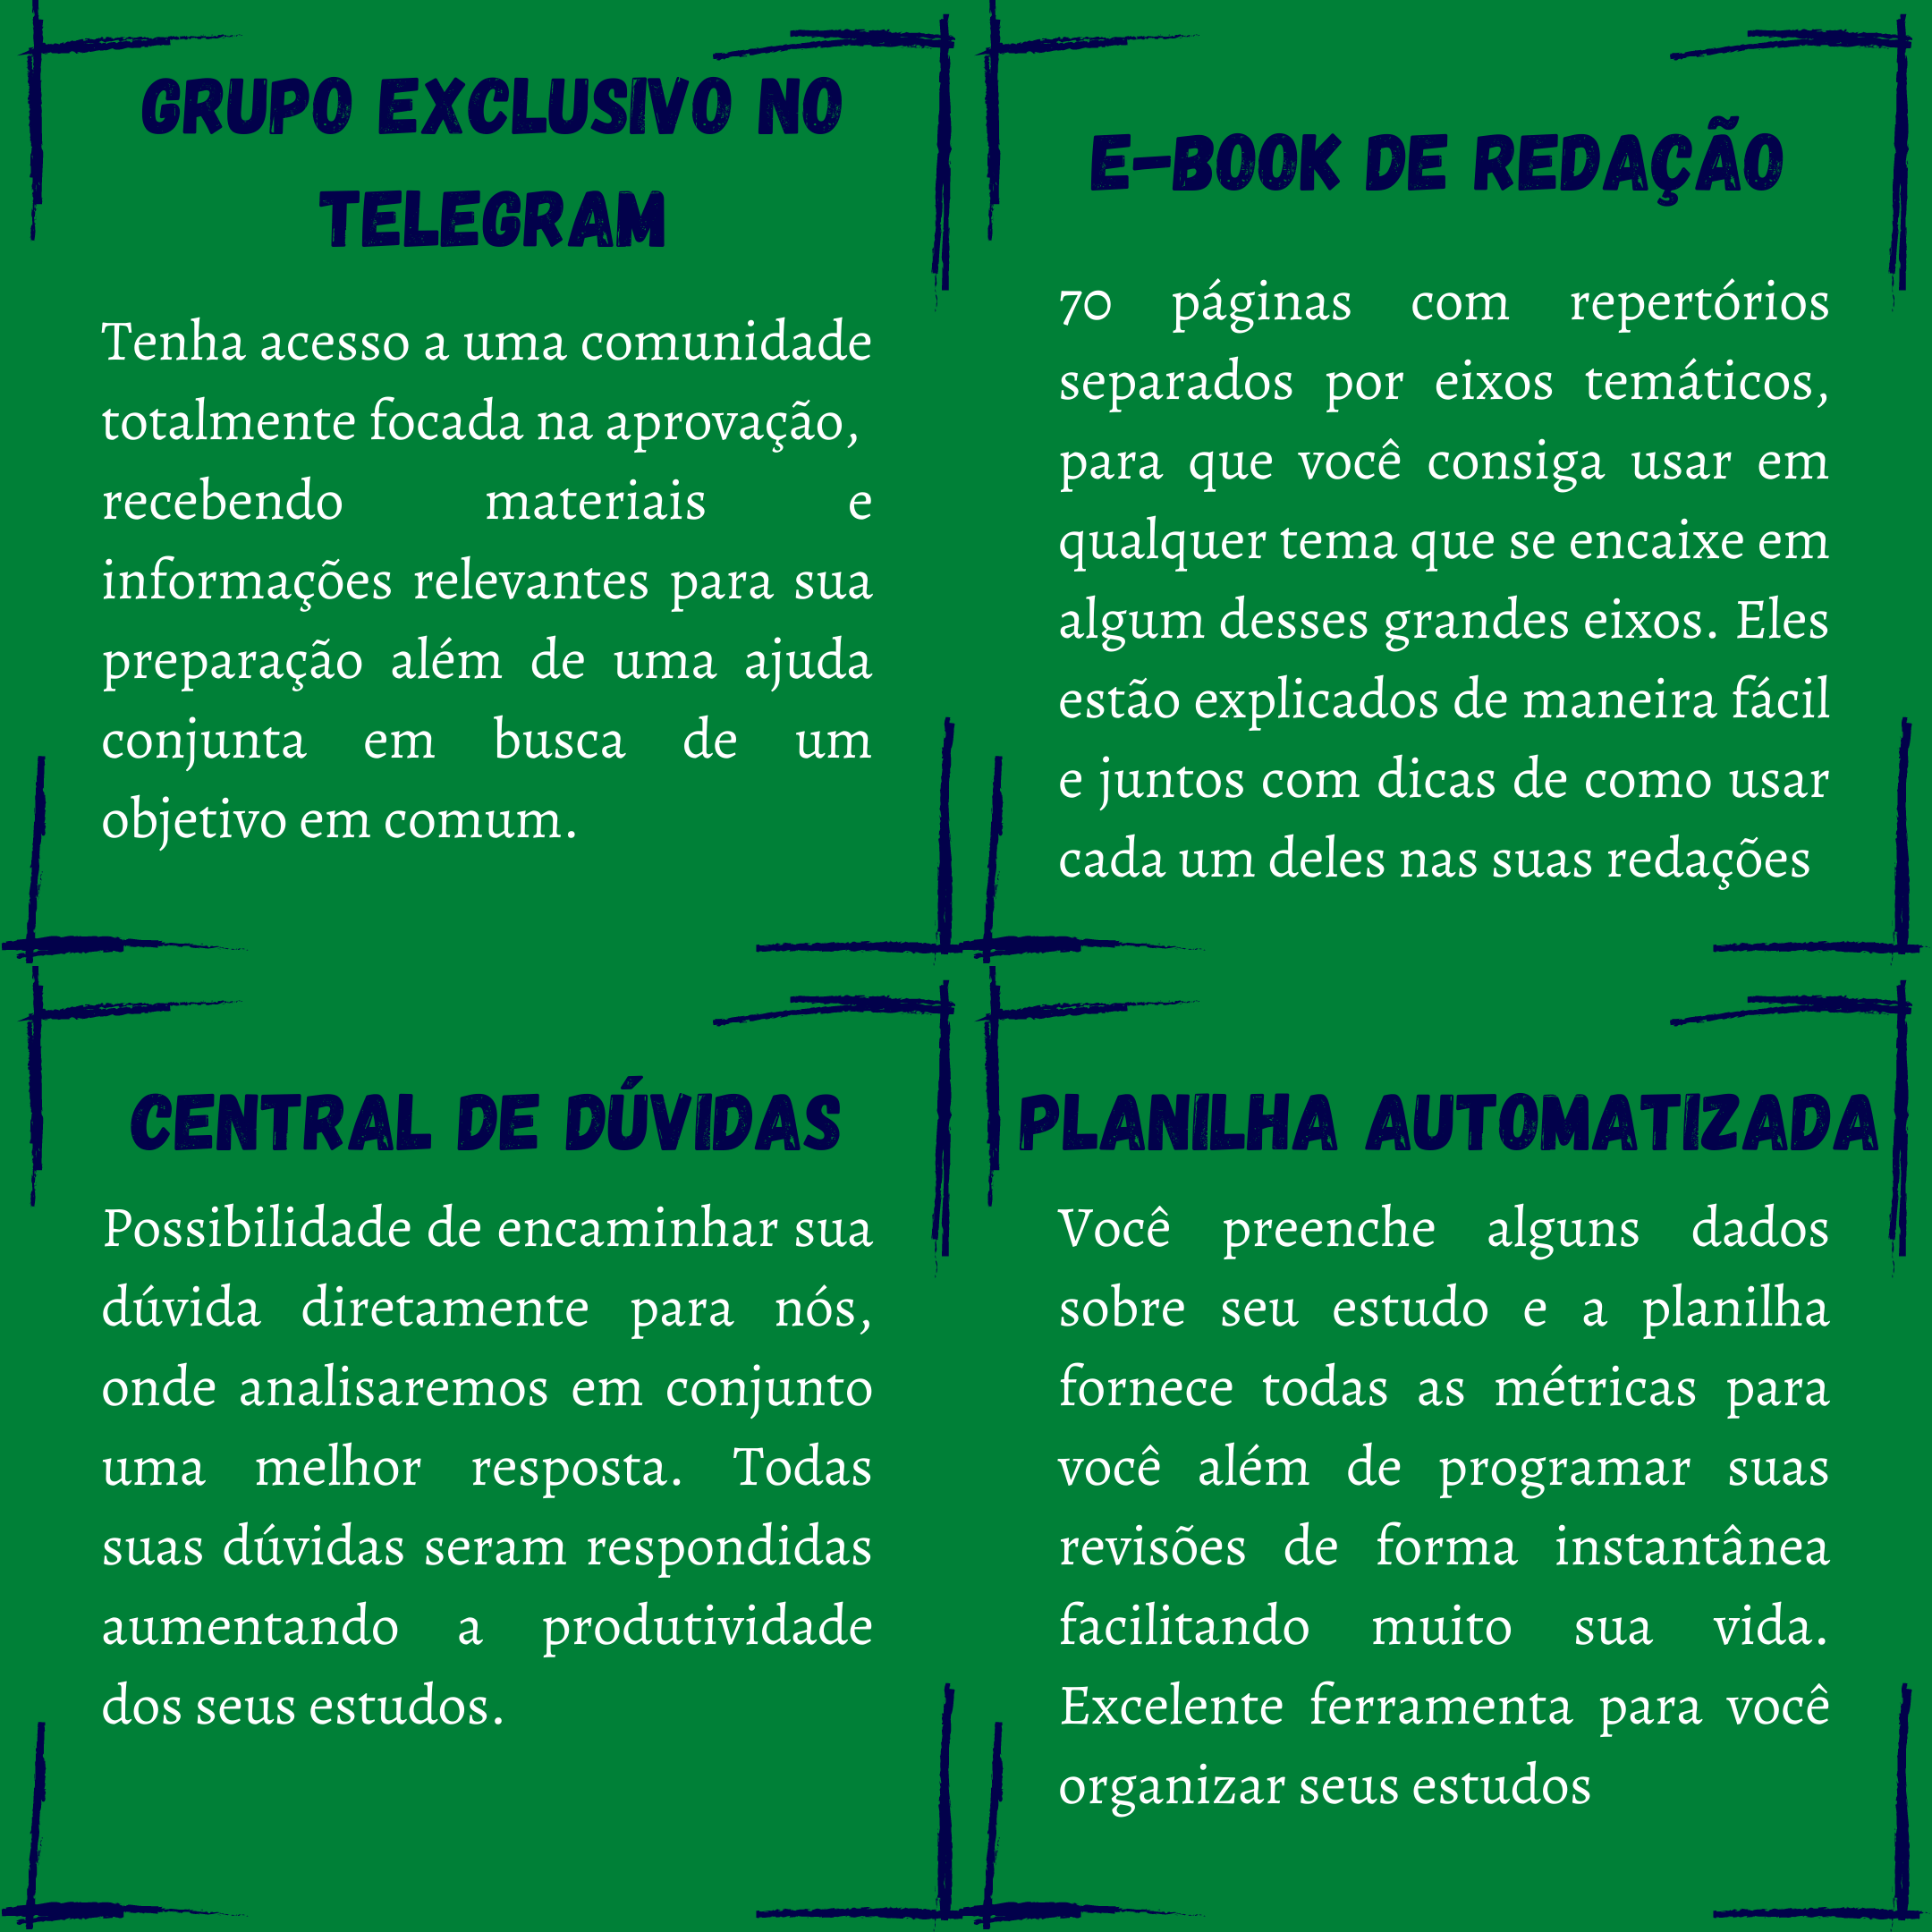 GRUPO EXCLUSIVO NO
TELEGRAM
Tenha acesso a uma comunidade
totalmente focada na aprovação,
recebendo materiais e
informações relevantes para sua
preparação além de uma ajuda
conjunta em busca de um
objetivo em comum.
E-BOOK DE REDAÇÃO
70 páginas com repertórios
separados por eixos temáticos,
para que você consiga usar em
qualquer tema que se encaixe em
algum desses grandes eixos. Eles
estão explicados de maneira fácil
e juntos com dicas de como usar
cada um deles nas suas redações
CENTRAL DE DÚVIDAS
Possibilidade de encaminhar sua
dúvida diretamente para nós,
onde analisaremos em conjunto
uma melhor resposta. Todas
suas dúvidas seram respondidas
aumentando a produtividade
dos seus estudos.
PLANILHA AUTOMATIZADA
Você preenche alguns dados
sobre seu estudo e a planilha
fornece todas as métricas para
você além de programar suas
revisões de forma instantânea
facilitando muito sua vida.
Excelente ferramenta para você
organizar seus estudos